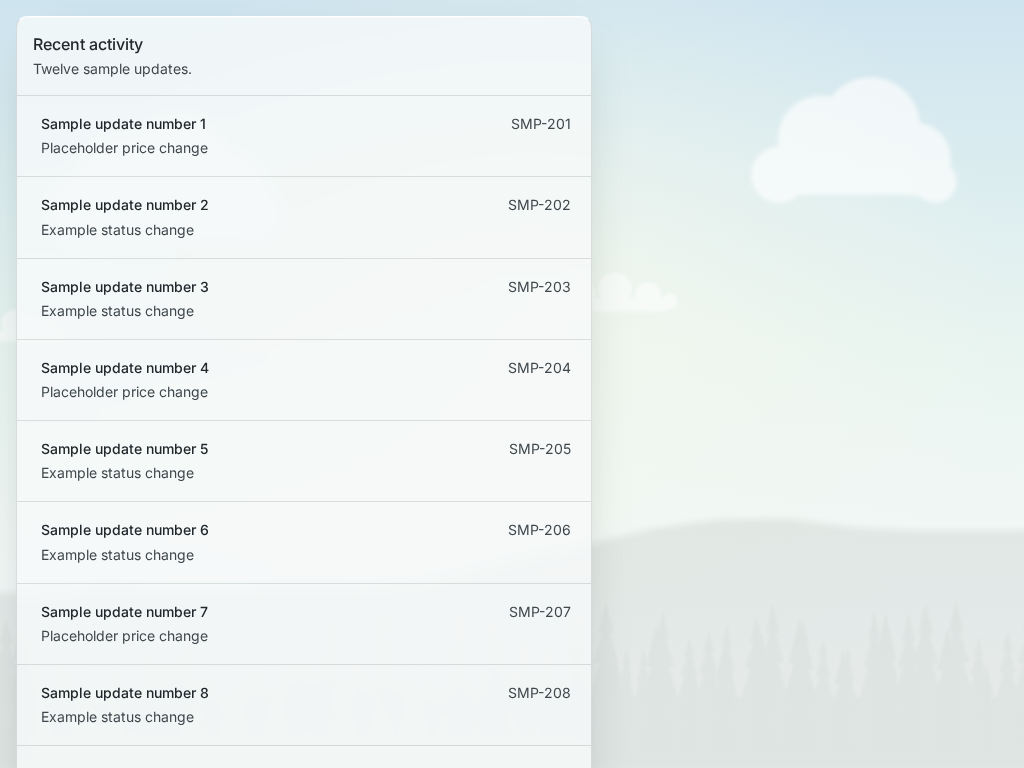 Recent activity
Twelve sample updates.
Sample update number 1 SMP-201
Placeholder price change
Sample update number 2 SMP-202
Example status change
Sample update number 3 SMP-203
Example status change
Sample update number 4 SMP-204
Placeholder price change
Sample update number 5 SMP-205
Example status change
Sample update number 6 SMP-206
Example status change
Sample update number 7 SMP-207
Placeholder price change
Sample update number 8 SMP-208
Example status change